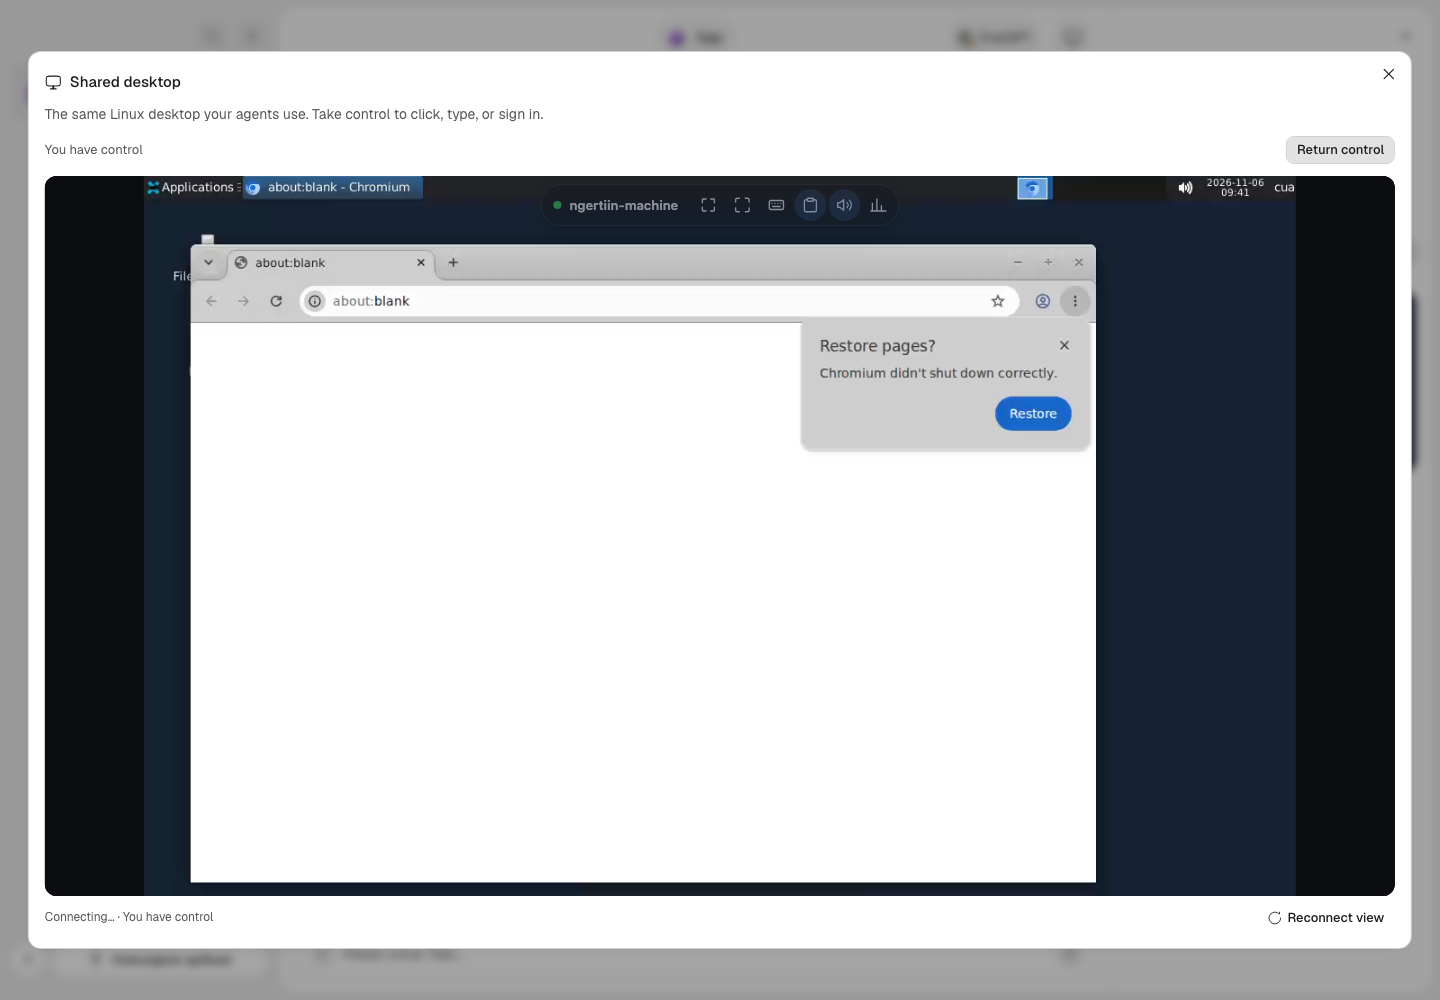 Shared desktop
The same Linux desktop your agents use. Take control to click, type, or sign in.
You have control
Return control
Applications
about:blank - Chromium
2026-11-06
09:41
cua
ngertiin-machine
File
about:blank
about:blank
Restore pages?
Chromium didn't shut down correctly.
Restore
Connecting... · You have control
Reconnect view